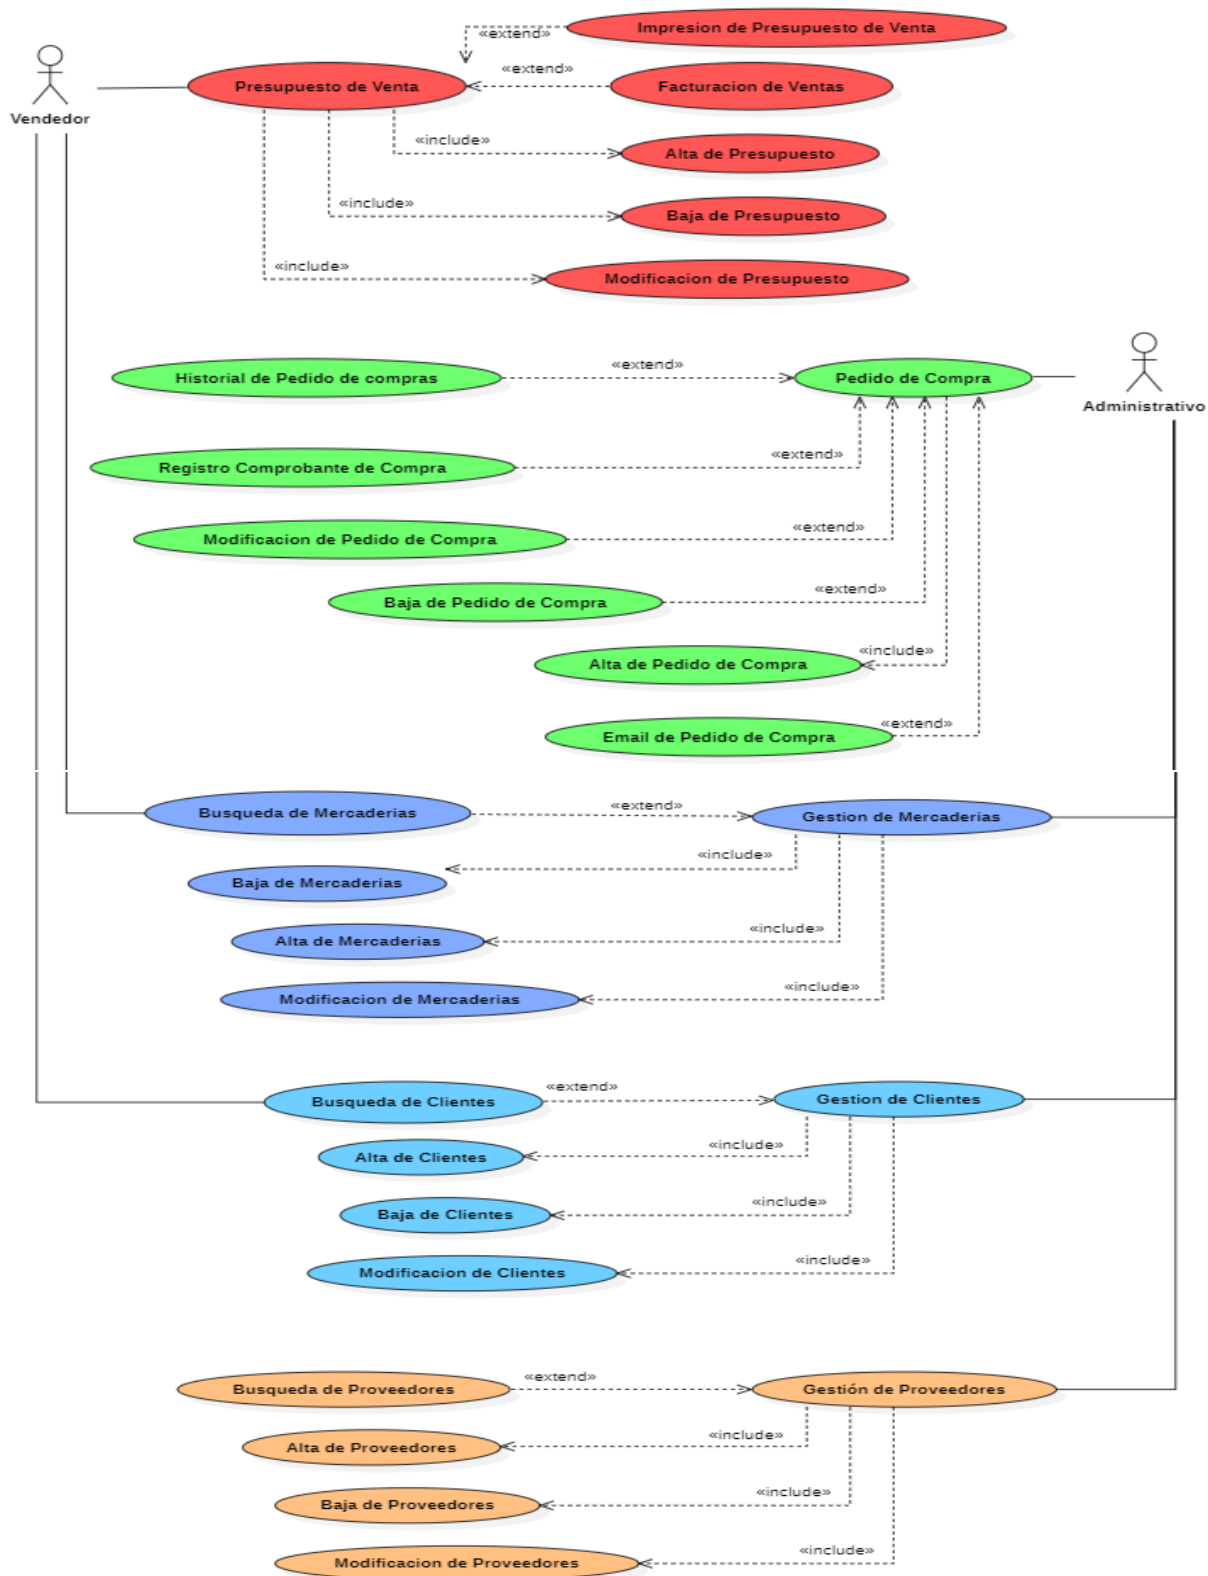 «extend»
Impresion de Presupuesto de Venta
Vendedor
Presupuesto de Venta
«extend»
Facturacion de Ventas
«include»
Alta de Presupuesto
«include»
Baja de Presupuesto
«include»
Modificacion de Presupuesto
Historial de Pedido de compras
«extend»
Pedido de Compra
Administrativo
Registro Comprobante de Compra
«extend»
Modificacion de Pedido de Compra
«extend»
Baja de Pedido de Compra
«extend»
Alta de Pedido de Compra
«include»
Email de Pedido de Compra
«extend»
Busqueda de Mercaderias
«extend»
Gestion de Mercaderias
«include»
Baja de Mercaderias
«include»
Alta de Mercaderias
«include»
Modificacion de Mercaderias
Busqueda de Clientes
«extend»
Gestion de Clientes
«include»
Alta de Clientes
«include»
Baja de Clientes
«include»
Modificacion de Clientes
Busqueda de Proveedores
«extend»
Gestión de Proveedores
«include»
Alta de Proveedores
«include»
Baja de Proveedores
«include»
Modificacion de Proveedores